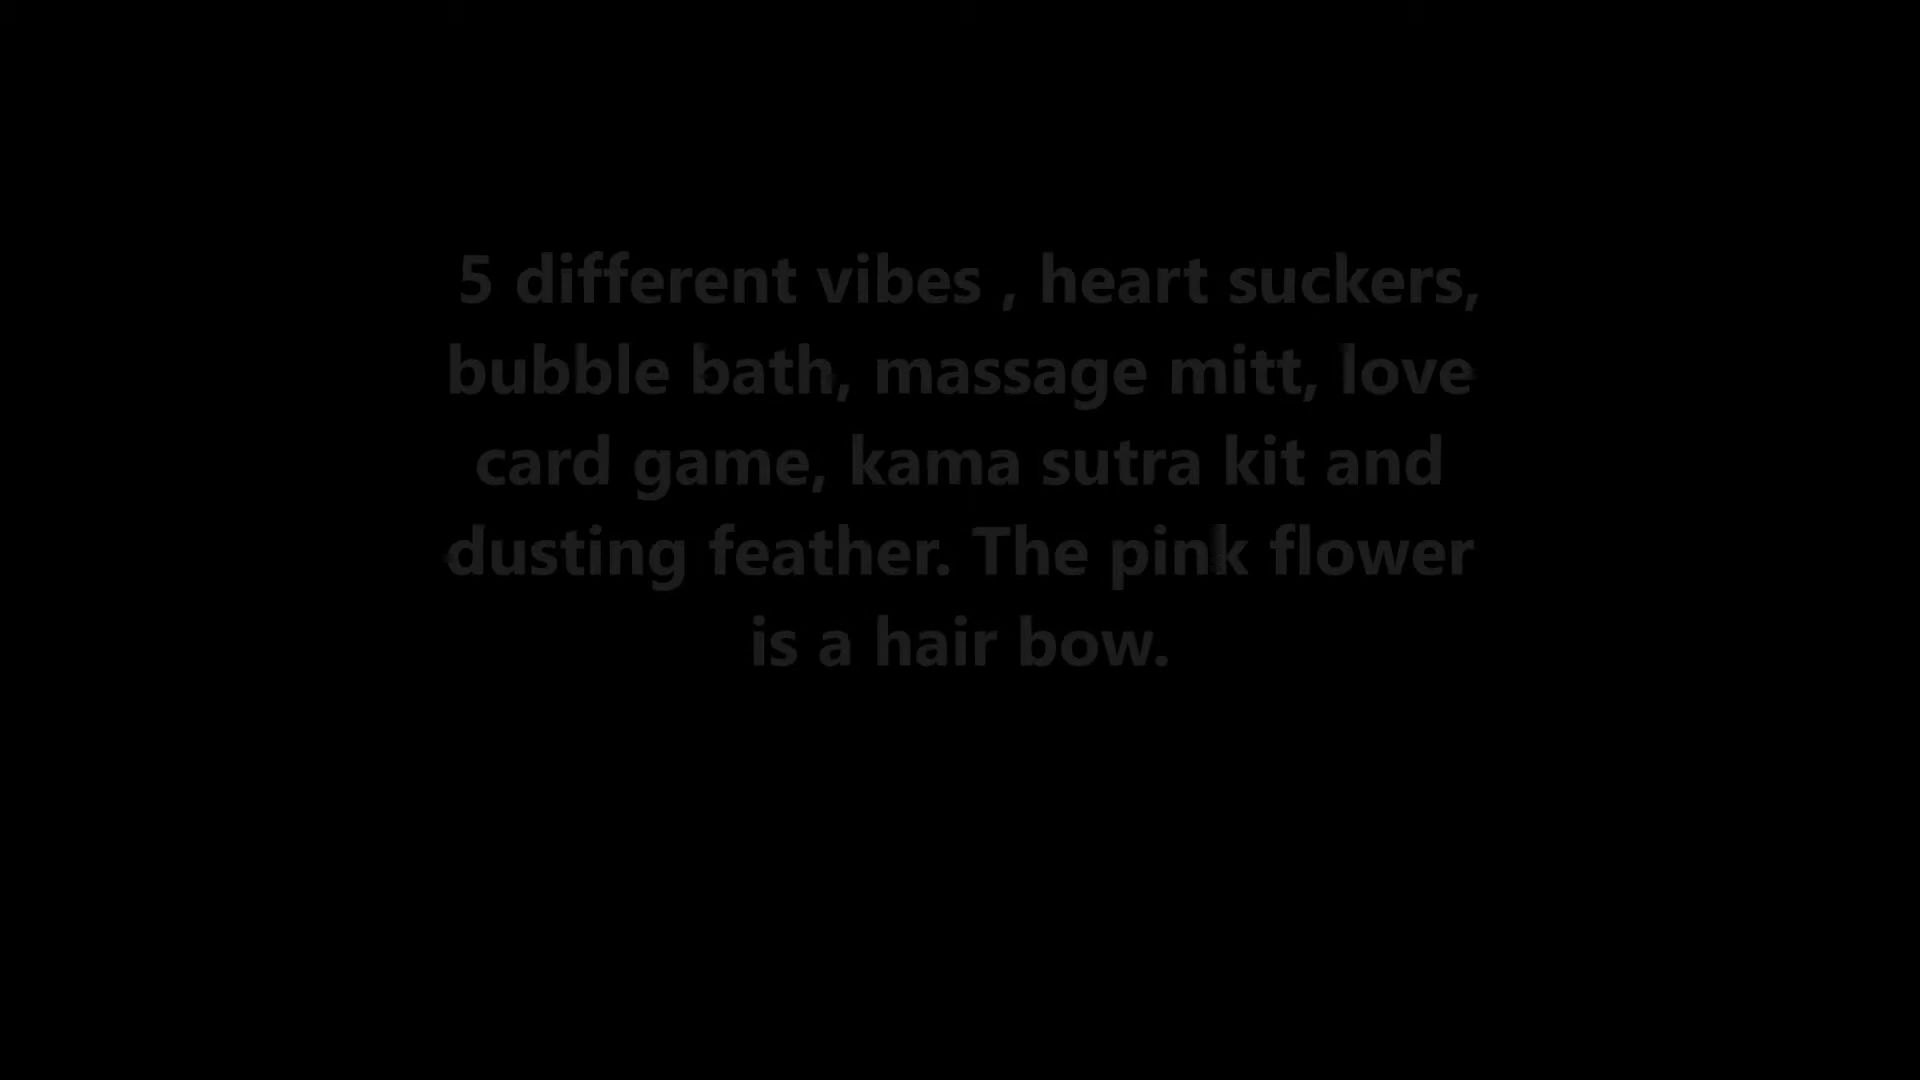 5 different vibes , heart suckers,
bubble bath, massage mitt, love
card game, kama sutra kit and
dusting feather. The pink flower
is a hair bow.